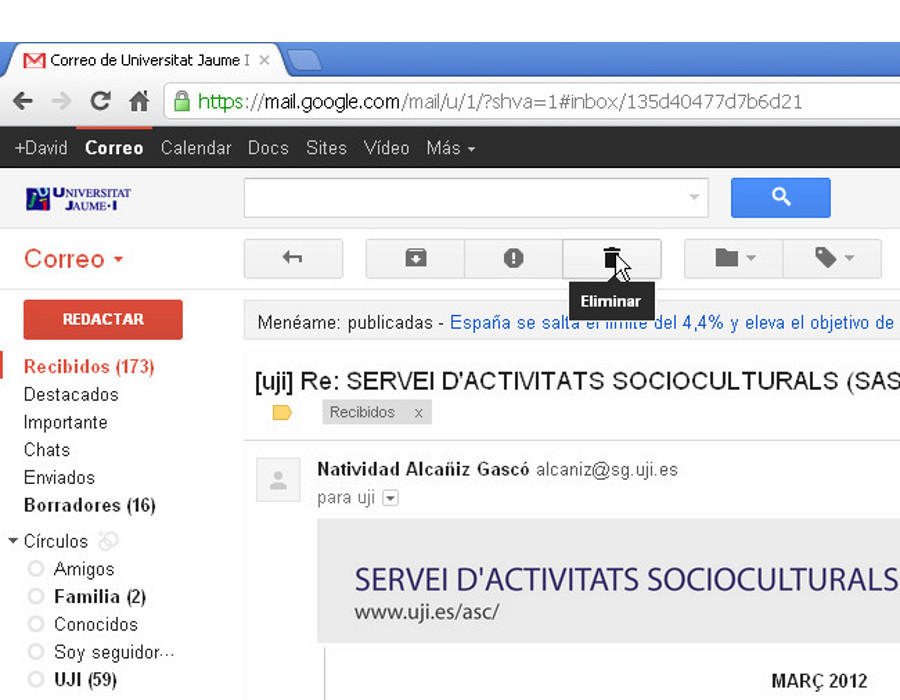 Correo de Universitat Jaume I
https://mail.google.com/mail/u/1/?shva=1#inbox/135d40477d7b6d21
+David Correo Calendar Docs Sites Vídeo Más
UNIVERSITAT
JAUME·I
Correo
Eliminar
REDACTAR
Menéame: publicadas - España se salta el límite del 4,4% y eleva el objetivo de
Recibidos (173)
Destacados
Importante
Chats
Enviados
Borradores (16)
Círculos
Amigos
Familia (2)
Conocidos
Soy seguidor...
UJI (59)
[uji] Re: SERVEI D'ACTIVITATS SOCIOCULTURALS (SAS
Recibidos x
Natividad Alcañiz Gascó alcaniz@sg.uji.es
para uji
SERVEI D'ACTIVITATS SOCIOCULTURALS
www.uji.es/asc/
MARÇ 2012